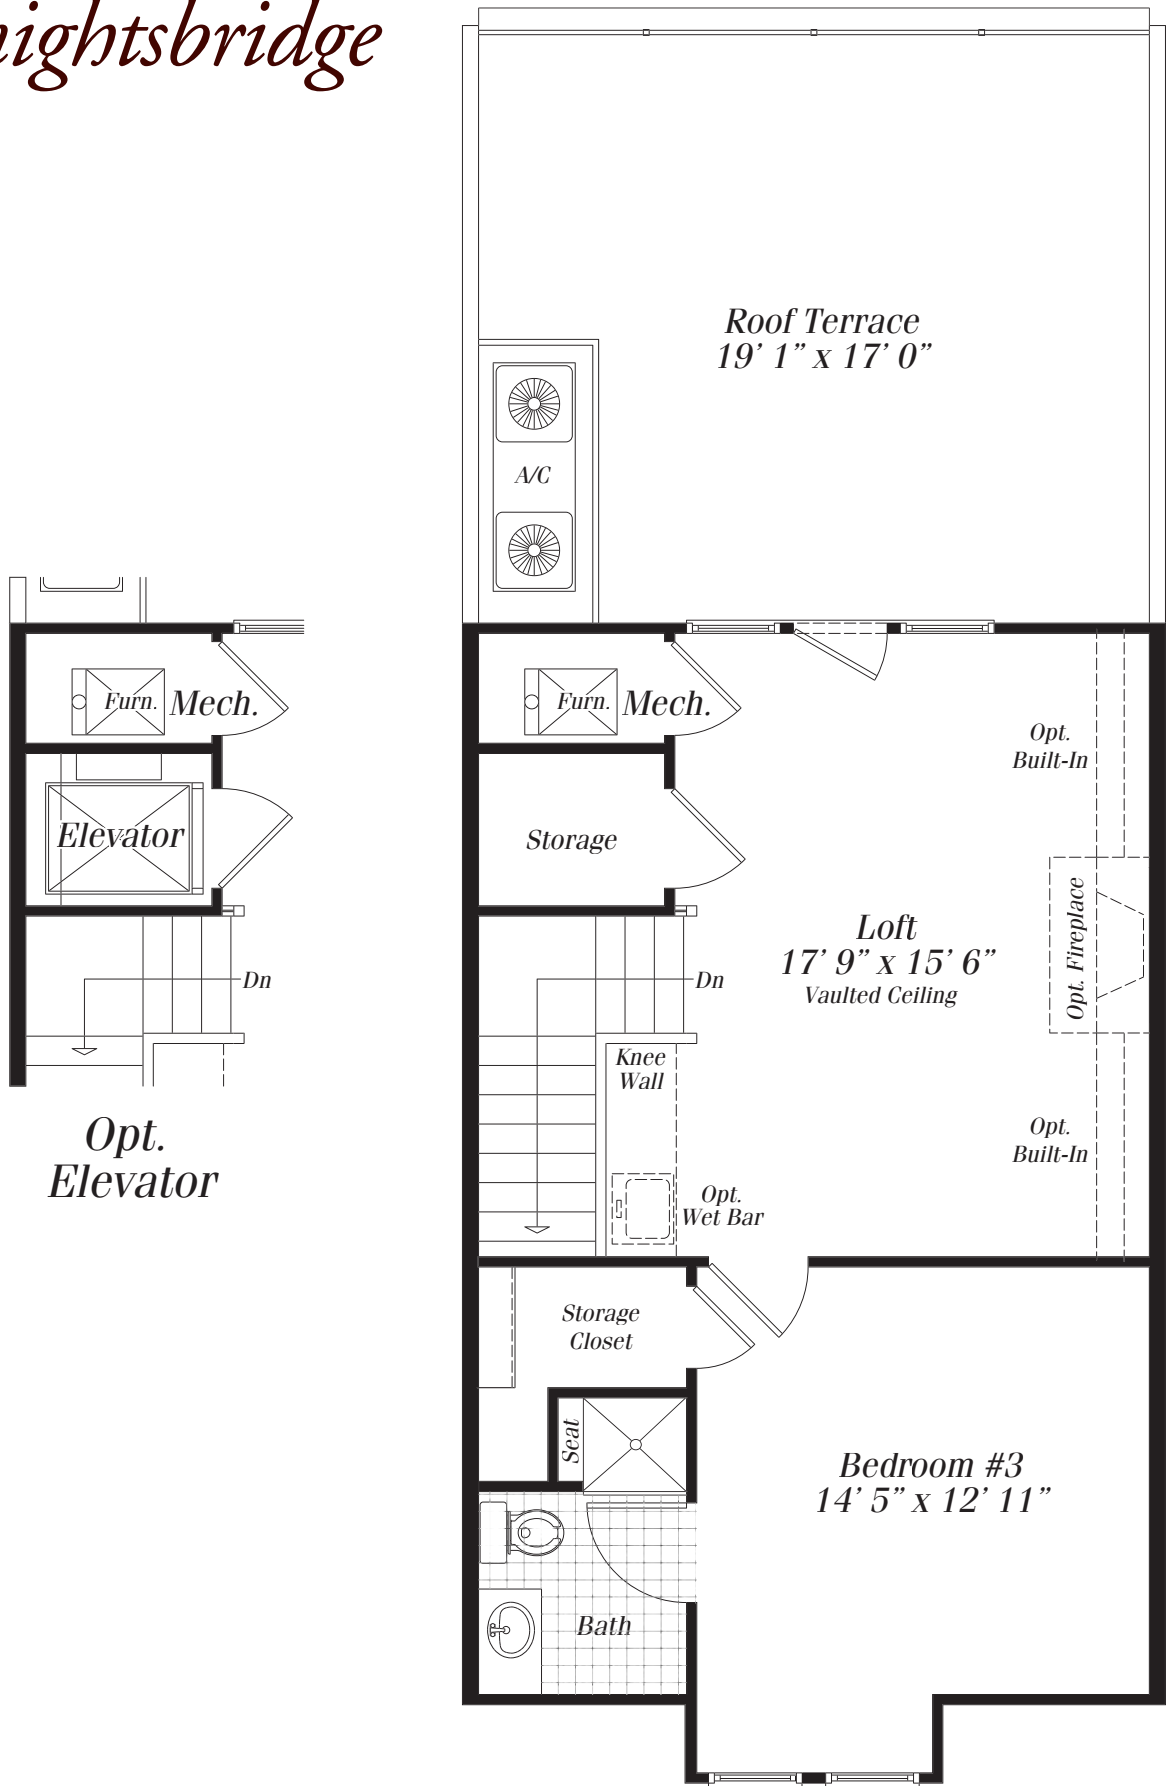 nightsbridge
Roof Terrace
19’ 1” x 17’ 0”
A/C
Furn.
Mech.
Elevator
Dn
Opt.
Elevator
Furn.
Mech.
Storage
Opt.
Built-In
Loft
17’ 9” x 15’ 6”
Vaulted Ceiling
Opt. Fireplace
Dn
Knee
Wall
Opt.
Built-In
Opt.
Wet Bar
Storage
Closet
Seat
Bedroom #3
14’ 5” x 12’ 11”
Bath